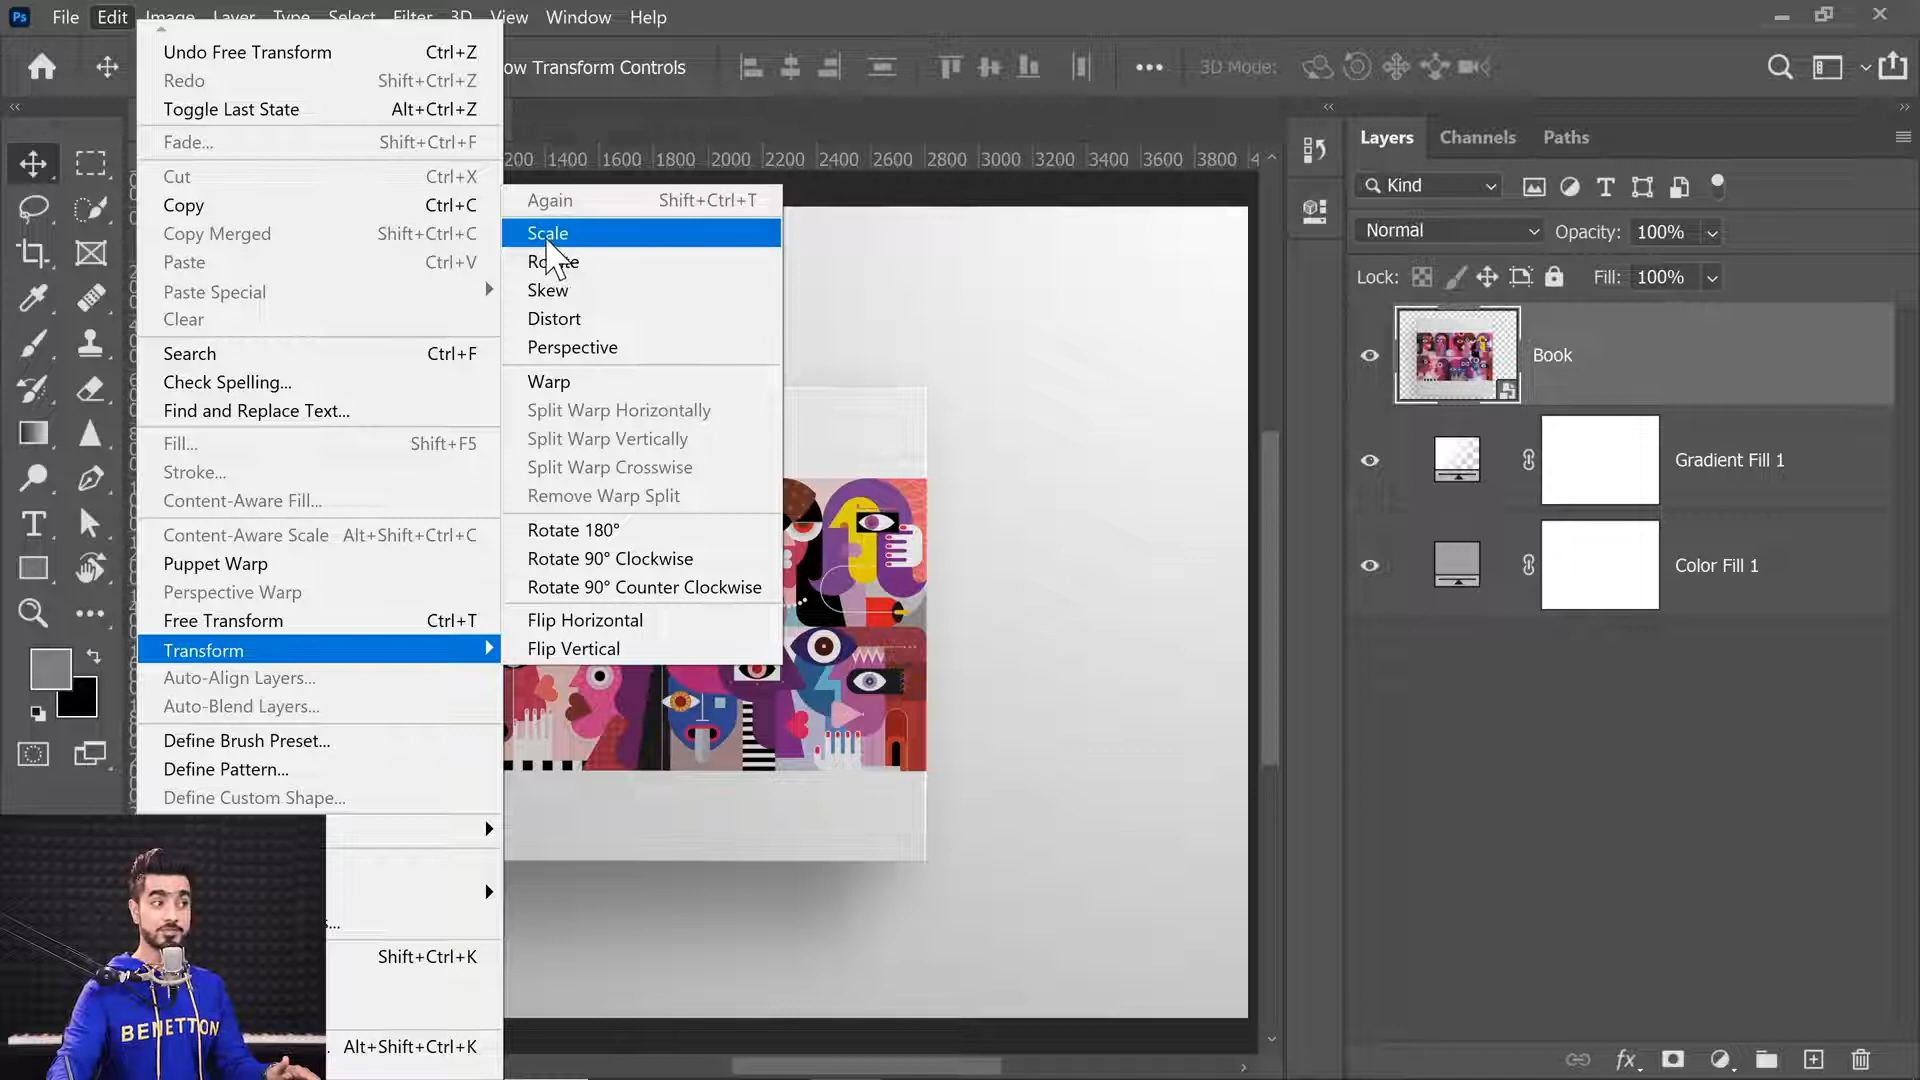 Ps File Edit Image Layer Type Select Filter 3D View Window Help
ow Transform Controls
3D Mode:
Undo Free Transform Ctrl+Z
Redo Shift+Ctrl+Z
Toggle Last State Alt+Ctrl+Z
Fade... Shift+Ctrl+F
Cut Ctrl+X
Copy Ctrl+C
Copy Merged Shift+Ctrl+C
Paste Ctrl+V
Paste Special
Clear
Search Ctrl+F
Check Spelling...
Find and Replace Text...
Fill... Shift+F5
Stroke...
Content-Aware Fill...
Content-Aware Scale Alt+Shift+Ctrl+C
Puppet Warp
Perspective Warp
Free Transform Ctrl+T
Transform
Auto-Align Layers...
Auto-Blend Layers...
Define Brush Preset...
Define Pattern...
Define Custom Shape...
...
Shift+Ctrl+K
Alt+Shift+Ctrl+K
200 1400 1600 1800 2000 2200 2400 2600 2800 3000 3200 3400 3600 3800 4
Again Shift+Ctrl+T
Scale
Rotate
Skew
Distort
Perspective
Warp
Split Warp Horizontally
Split Warp Vertically
Split Warp Crosswise
Remove Warp Split
Rotate 180°
Rotate 90° Clockwise
Rotate 90° Counter Clockwise
Flip Horizontal
Flip Vertical
BENETTON
Layers Channels Paths
Kind
Normal Opacity: 100%
Lock: Fill: 100%
Book
Gradient Fill 1
Color Fill 1
fx